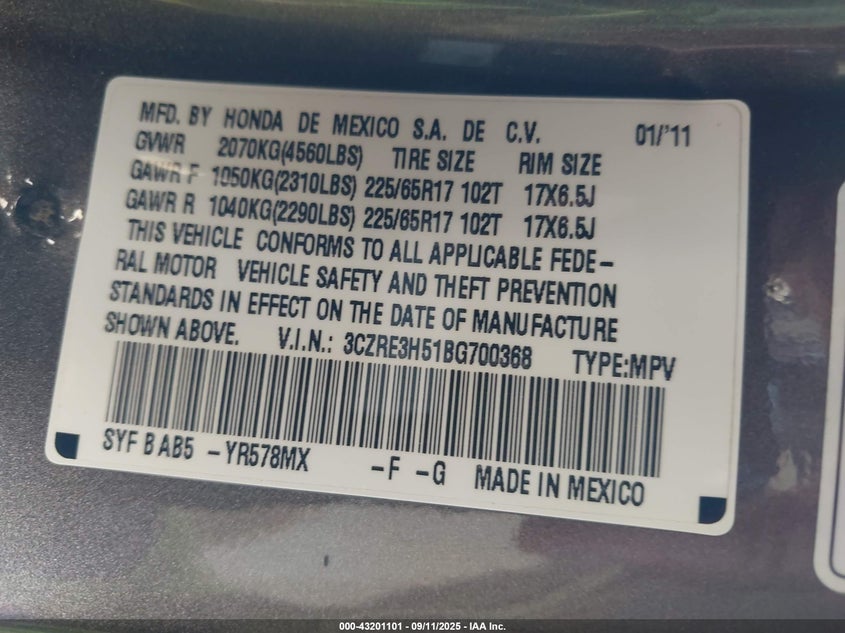 MFD. BY HONDA DE MEXICO S.A. DE C.V. 01/'11
GVWR 2070KG(4560LBS) TIRE SIZE RIM SIZE
GAWR F 1050KG(2310LBS) 225/65R17 102T 17X6.5J
GAWR R 1040KG(2290LBS) 225/65R17 102T 17X6.5J
THIS VEHICLE CONFORMS TO ALL APPLICABLE FEDE-
RAL MOTOR VEHICLE SAFETY AND THEFT PREVENTION
STANDARDS IN EFFECT ON THE DATE OF MANUFACTURE
SHOWN ABOVE. V.I.N.: 3CZRE3H51BG700368 TYPE:MPV
SYF B AB5 -YR578MX -F -G MADE IN MEXICO
000-43201101 - 09/11/2025 - IAA Inc.